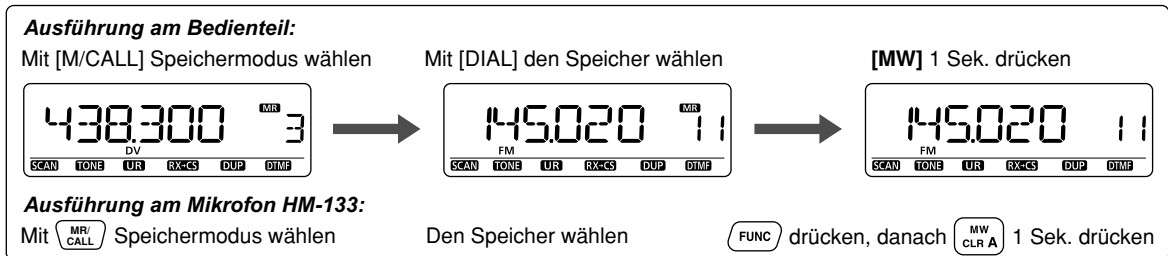 Ausführung am Bedienteil:
Mit [M/CALL] Speichermodus wählen
Mit [DIAL] den Speicher wählen
[MW] 1 Sek. drücken
438.300 MR 3
DV
SCAN TONE UR RX→CS DUP DTMF
145.020 MR 11
FM
SCAN TONE UR RX→CS DUP DTMF
145.020 11
FM
SCAN TONE UR RX→CS DUP DTMF
Ausführung am Mikrofon HM-133:
Mit MR/CALL Speichermodus wählen
Den Speicher wählen
FUNC drücken, danach MW CLR A 1 Sek. drücken